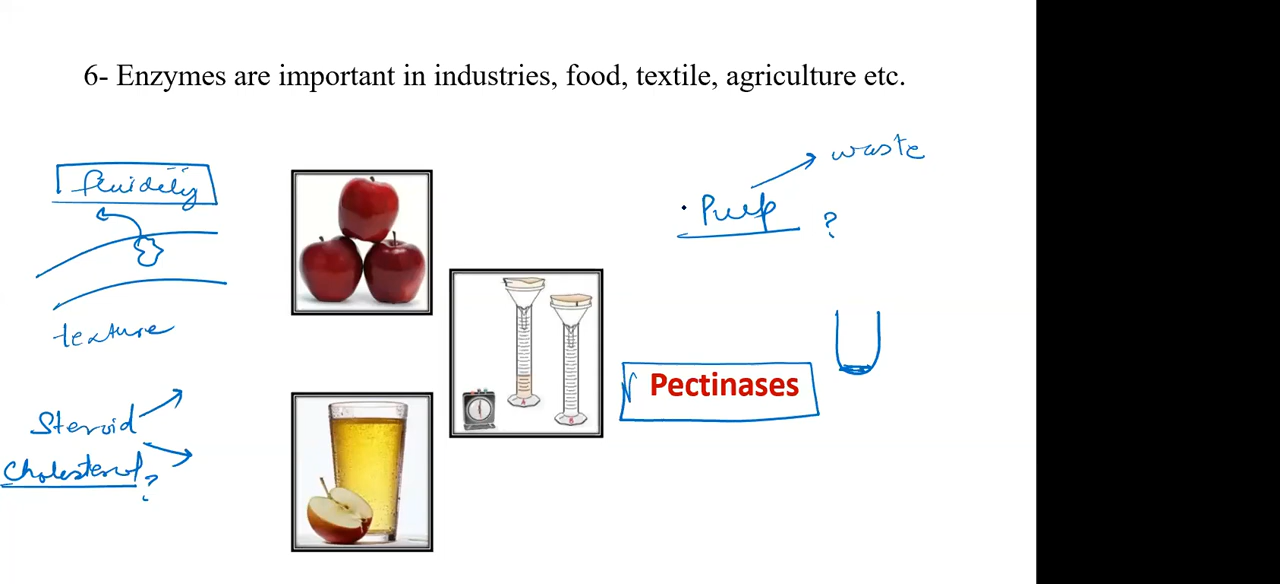 6- Enzymes are important in industries, food, textile, agriculture etc.
waste
fluidity
Pulp ?
texture
Pectinases
Steroid
Cholesterol ?
A
B